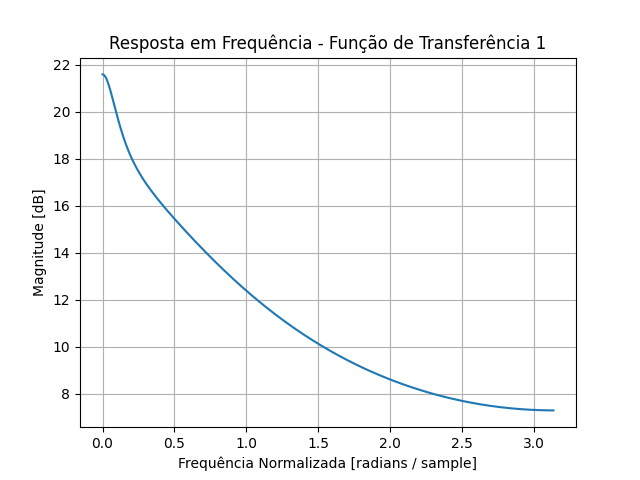 Resposta em Frequência - Função de Transferência 1
22
20
18
16
14
12
10
8
Magnitude [dB]
0.0 0.5 1.0 1.5 2.0 2.5 3.0
Frequência Normalizada [radians / sample]